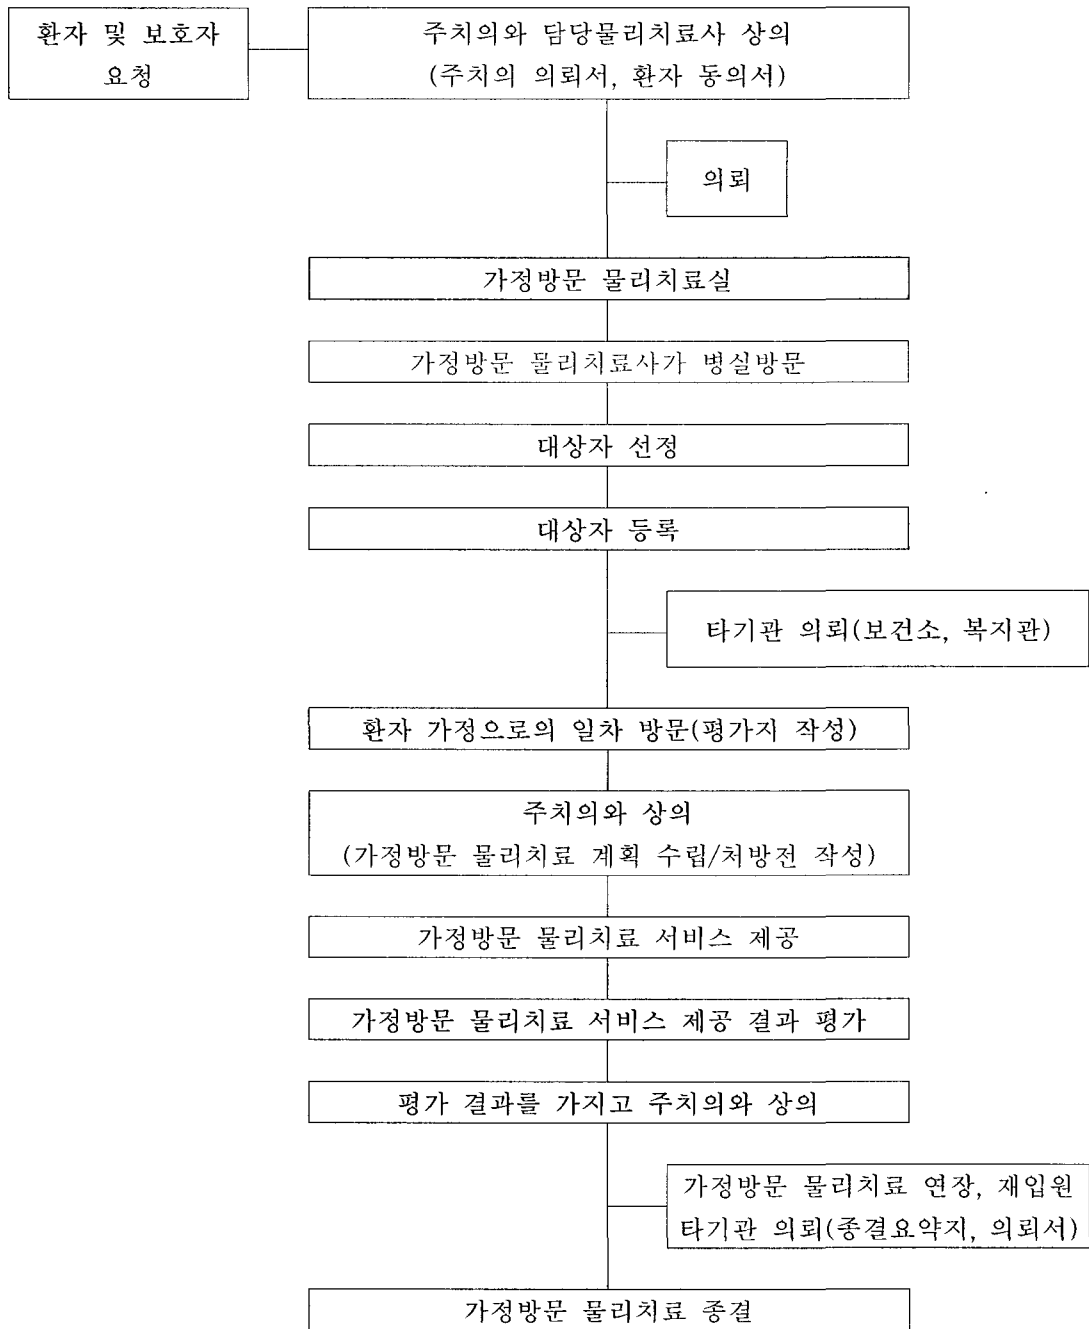 환자 및 보호자
요청
주치의와 담당물리치료사 상의
(주치의 의뢰서, 환자 동의서)
의뢰
가정방문 물리치료실
가정방문 물리치료사가 병실방문
대상자 선정
대상자 등록
타기관 의뢰(보건소, 복지관)
환자 가정으로의 일차 방문(평가지 작성)
주치의와 상의
(가정방문 물리치료 계획 수립/처방전 작성)
가정방문 물리치료 서비스 제공
가정방문 물리치료 서비스 제공 결과 평가
평가 결과를 가지고 주치의와 상의
가정방문 물리치료 연장, 재입원
타기관 의뢰(종결요약지, 의뢰서)
가정방문 물리치료 종결